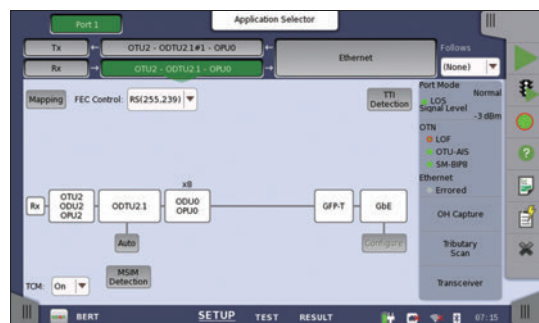 Port 1
Application Selector
Tx
OTU2 - ODTU2.1#1 - OPU0
Ethernet
Follows
Rx
OTU2 - ODTU2.1 - OPU0
(None)
Mapping
FEC Control:
RS(255,239)
TTI
Detection
Port Mode
Normal
LOS
Signal Level
-3 dBm
OTN
LOF
OTU-AIS
SM-BIP8
Ethernet
Errored
x8
Rx
OTU2
ODU2
OPU2
ODTU2.1
ODU0
OPU0
GFP-T
GbE
OH Capture
Auto
Configure
Tributary
Scan
TCM:
On
MSIM
Detection
Transceiver
BERT
SETUP
TEST
RESULT
07:15